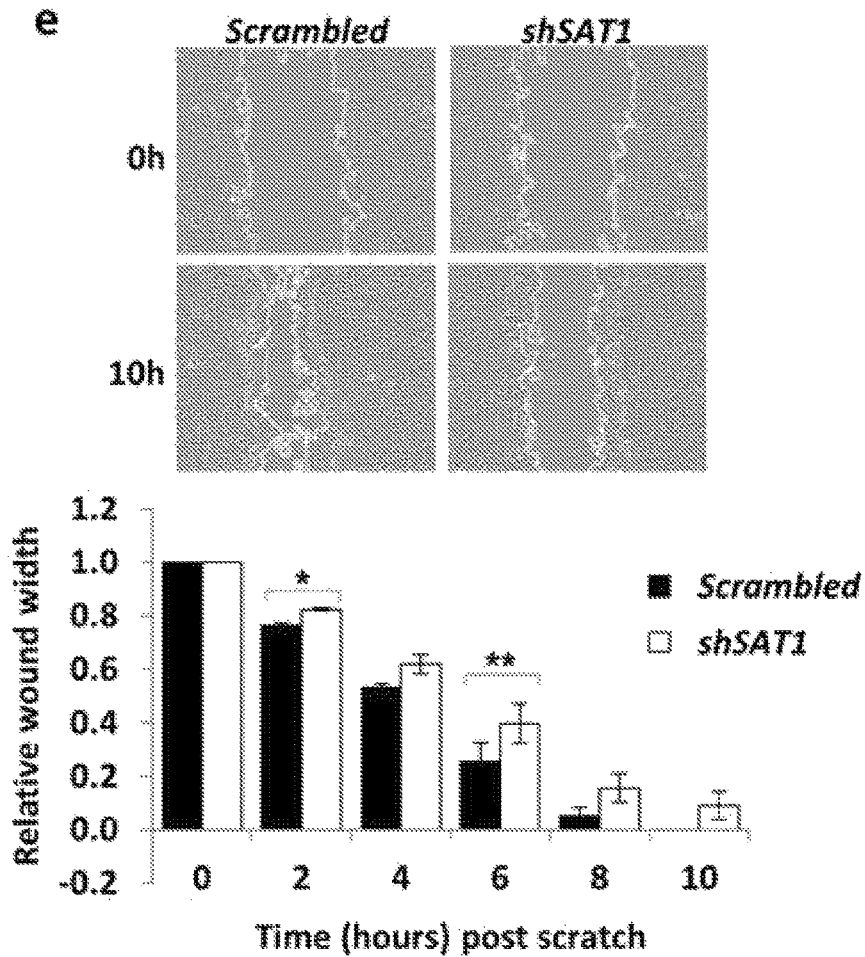 e
Scrambled shSAT1
0h
10h
Relative wound width
1.2
1.0
0.8
0.6
0.4
0.2
0.0
-0.2
*
**
Scrambled
shSAT1
0 2 4 6 8 10
Time (hours) post scratch